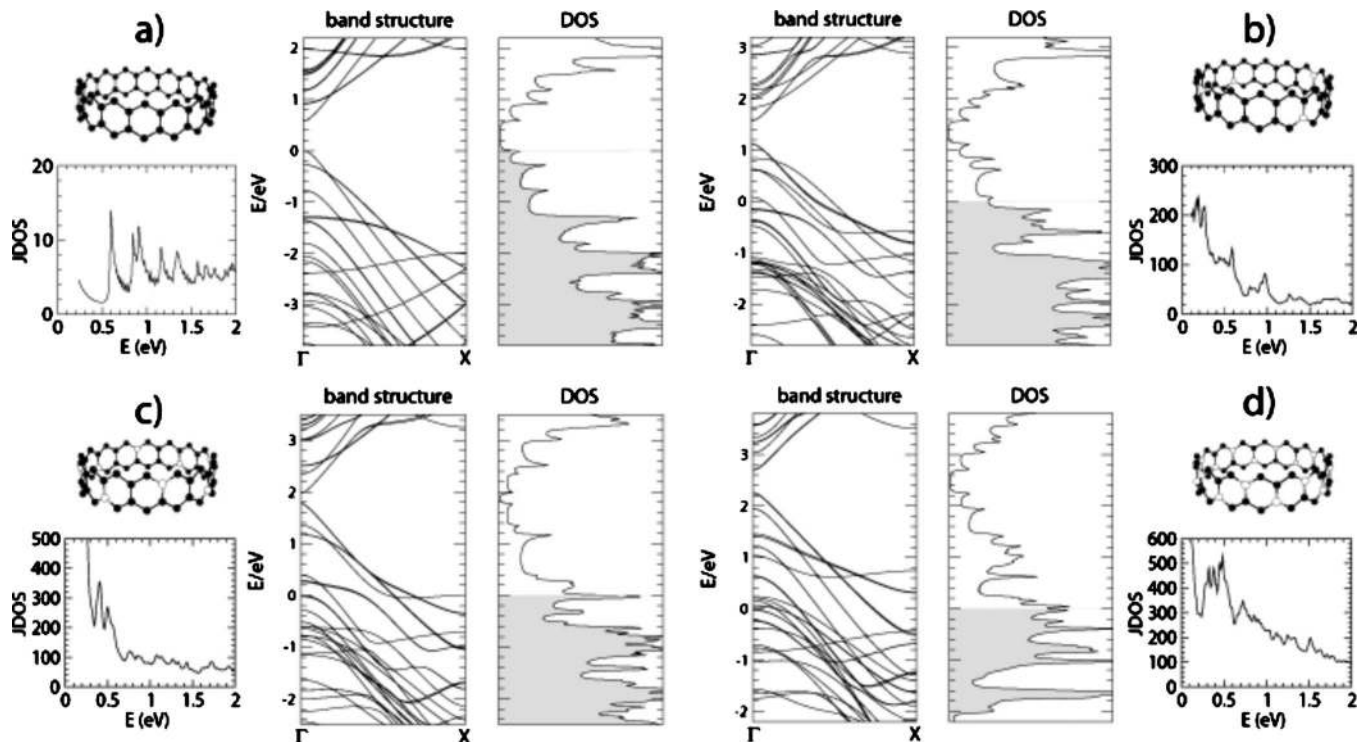 a)
band structure
DOS
band structure
DOS
b)
E/eV
2
1
0
-1
-2
-3
Γ
X
JDOS
20
10
0
0
0.5
1
1.5
2
E (eV)
E/eV
3
2
1
0
-1
-2
Γ
X
JDOS
300
200
100
0
0
0.5
1
1.5
2
E (eV)
c)
band structure
DOS
band structure
DOS
d)
E/eV
3
2
1
0
-1
-2
Γ
X
JDOS
500
400
300
200
100
0
0
0.5
1
1.5
2
E (eV)
E/eV
3
2
1
0
-1
-2
Γ
X
JDOS
600
500
400
300
200
100
0
0
0.5
1
1.5
2
E (eV)